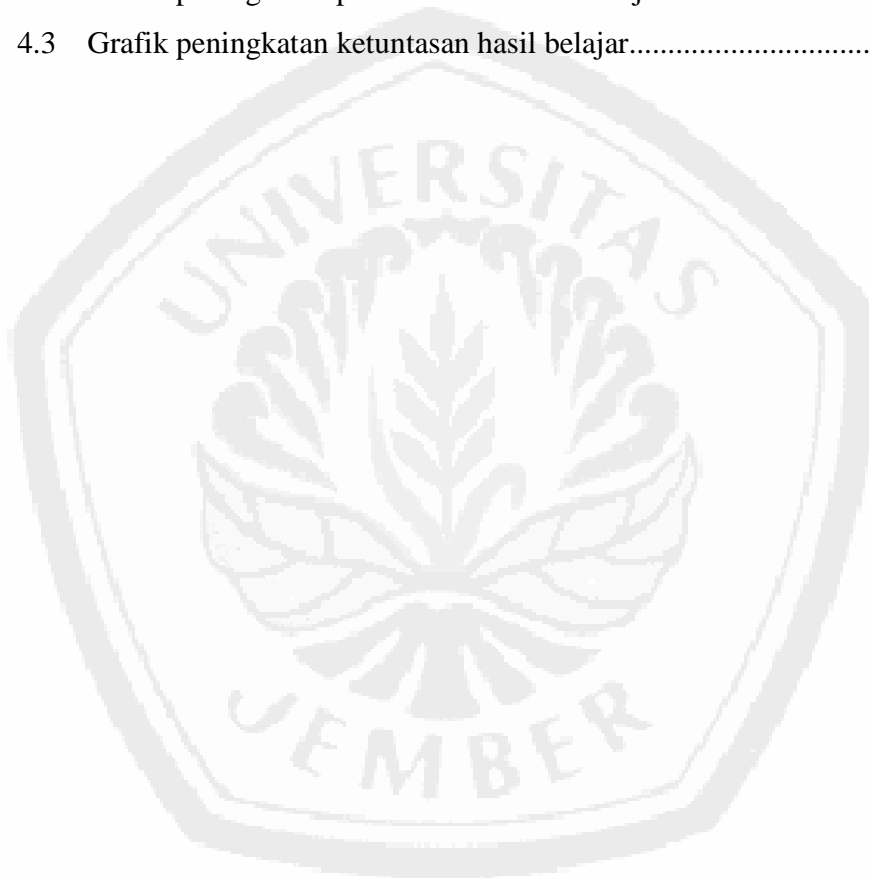 4.3 Grafik peningkatan ketuntasan hasil belajar..........................
UNIVERSITAS
JEMBER